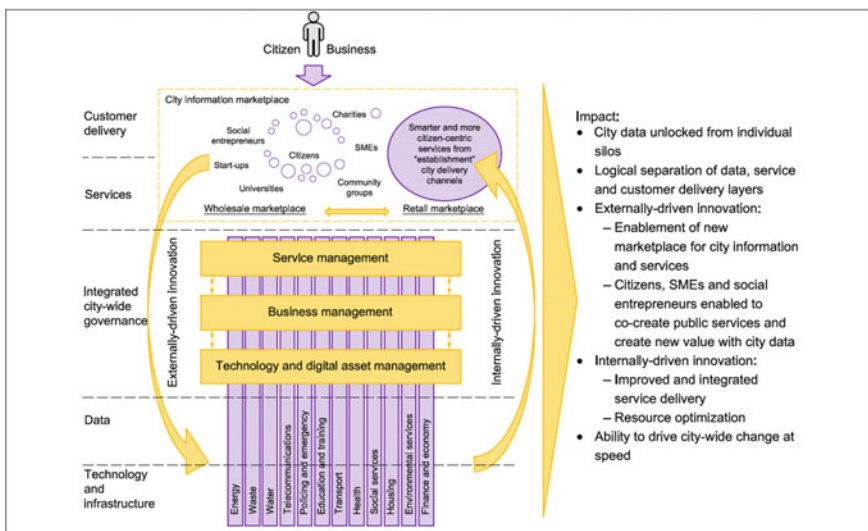 Citizen Business
City information marketplace
Customer
delivery
Services
Integrated
city-wide
governance
Data
Technology
and
infrastructure
Charities
Social
entrepreneurs
SMEs
Citizens
Start-ups
Universities
Community
groups
Smarter and more
citizen-centric
services from
"establishment"
city delivery
channels
Wholesale marketplace
Retail marketplace
Externally-driven innovation
Internally-driven innovation
Service management
Business management
Technology and digital asset management
Energy
Waste
Water
Telecommunications
Policing and emergency
Education and training
Transport
Health
Social services
Housing
Environmental services
Finance and economy
Impact:
• City data unlocked from individual
silos
• Logical separation of data, service
and customer delivery layers
• Externally-driven innovation:
– Enablement of new
marketplace for city information
and services
– Citizens, SMEs and social
entrepreneurs enabled to
co-create public services and
create new value with city data
• Internally-driven innovation:
– Improved and integrated
service delivery
– Resource optimization
• Ability to drive city-wide change at
speed